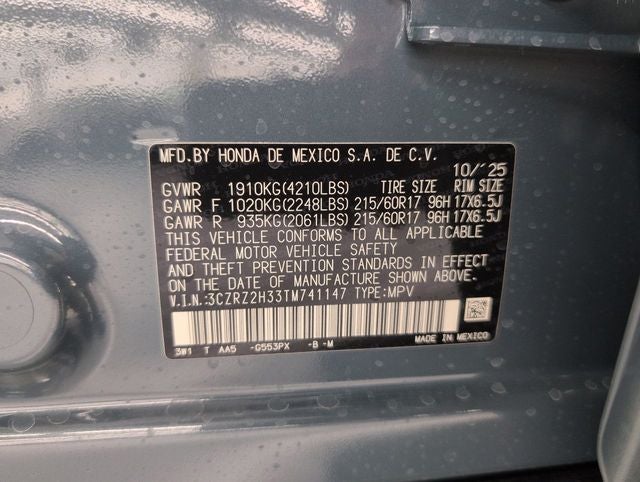 MFD.BY HONDA DE MEXICO S.A. DE C.V.
10/'25
GVWR 1910KG(4210LBS) TIRE SIZE RIM SIZE
GAWR F 1020KG(2248LBS) 215/60R17 96H 17X6.5J
GAWR R 935KG(2061LBS) 215/60R17 96H 17X6.5J
THIS VEHICLE CONFORMS TO ALL APPLICABLE
FEDERAL MOTOR VEHICLE SAFETY
AND THEFT PREVENTION STANDARDS IN EFFECT
ON THE DATE OF MANUFACTURE SHOWN ABOVE.
V.I.N.:3CZRZ2H33TM741147 TYPE:MPV
3W1 T AA5 -G553PX -B -M
MADE IN MEXICO